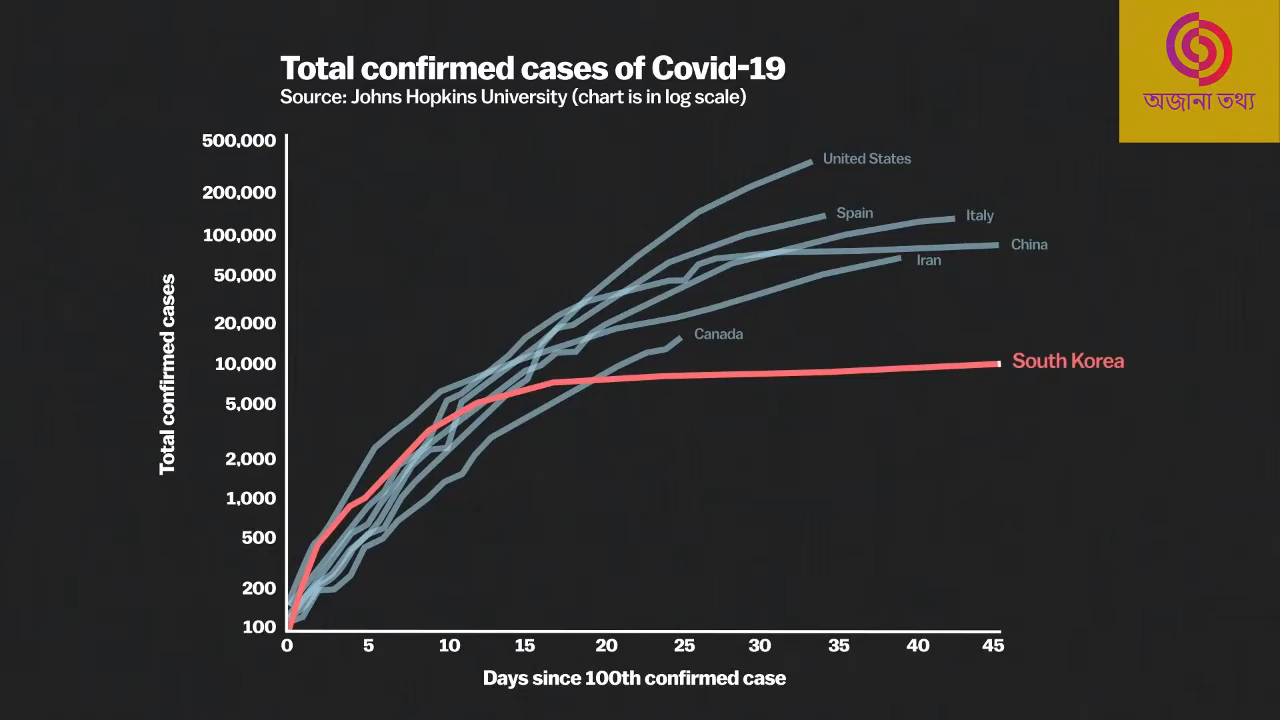 Total confirmed cases of Covid-19
Source: Johns Hopkins University (chart is in log scale)
অজানা তথ্য
Total confirmed cases
500,000
200,000
100,000
50,000
20,000
10,000
5,000
2,000
1,000
500
200
100
United States
Spain
Italy
China
Iran
Canada
South Korea
0 5 10 15 20 25 30 35 40 45
Days since 100th confirmed case